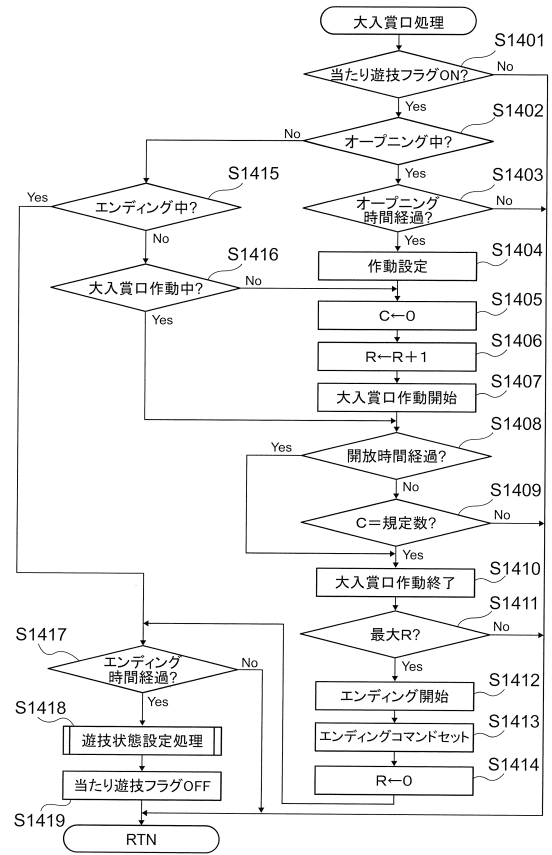 大入賞口処理
S1401
当たり遊技フラグON?
No
Yes
S1402
オープニング中?
No
Yes
S1403
オープニング
時間経過?
No
Yes
S1404
作動設定
S1405
C←0
S1406
R←R+1
S1407
大入賞口作動開始
S1415
エンディング中?
Yes
No
S1416
大入賞口作動中?
No
Yes
S1408
開放時間経過?
Yes
No
S1409
C=規定数?
No
Yes
S1410
大入賞口作動終了
S1411
最大R?
No
Yes
S1412
エンディング開始
S1413
エンディングコマンドセット
S1414
R←0
S1417
エンディング
時間経過?
No
Yes
S1418
遊技状態設定処理
当たり遊技フラグOFF
S1419
RTN